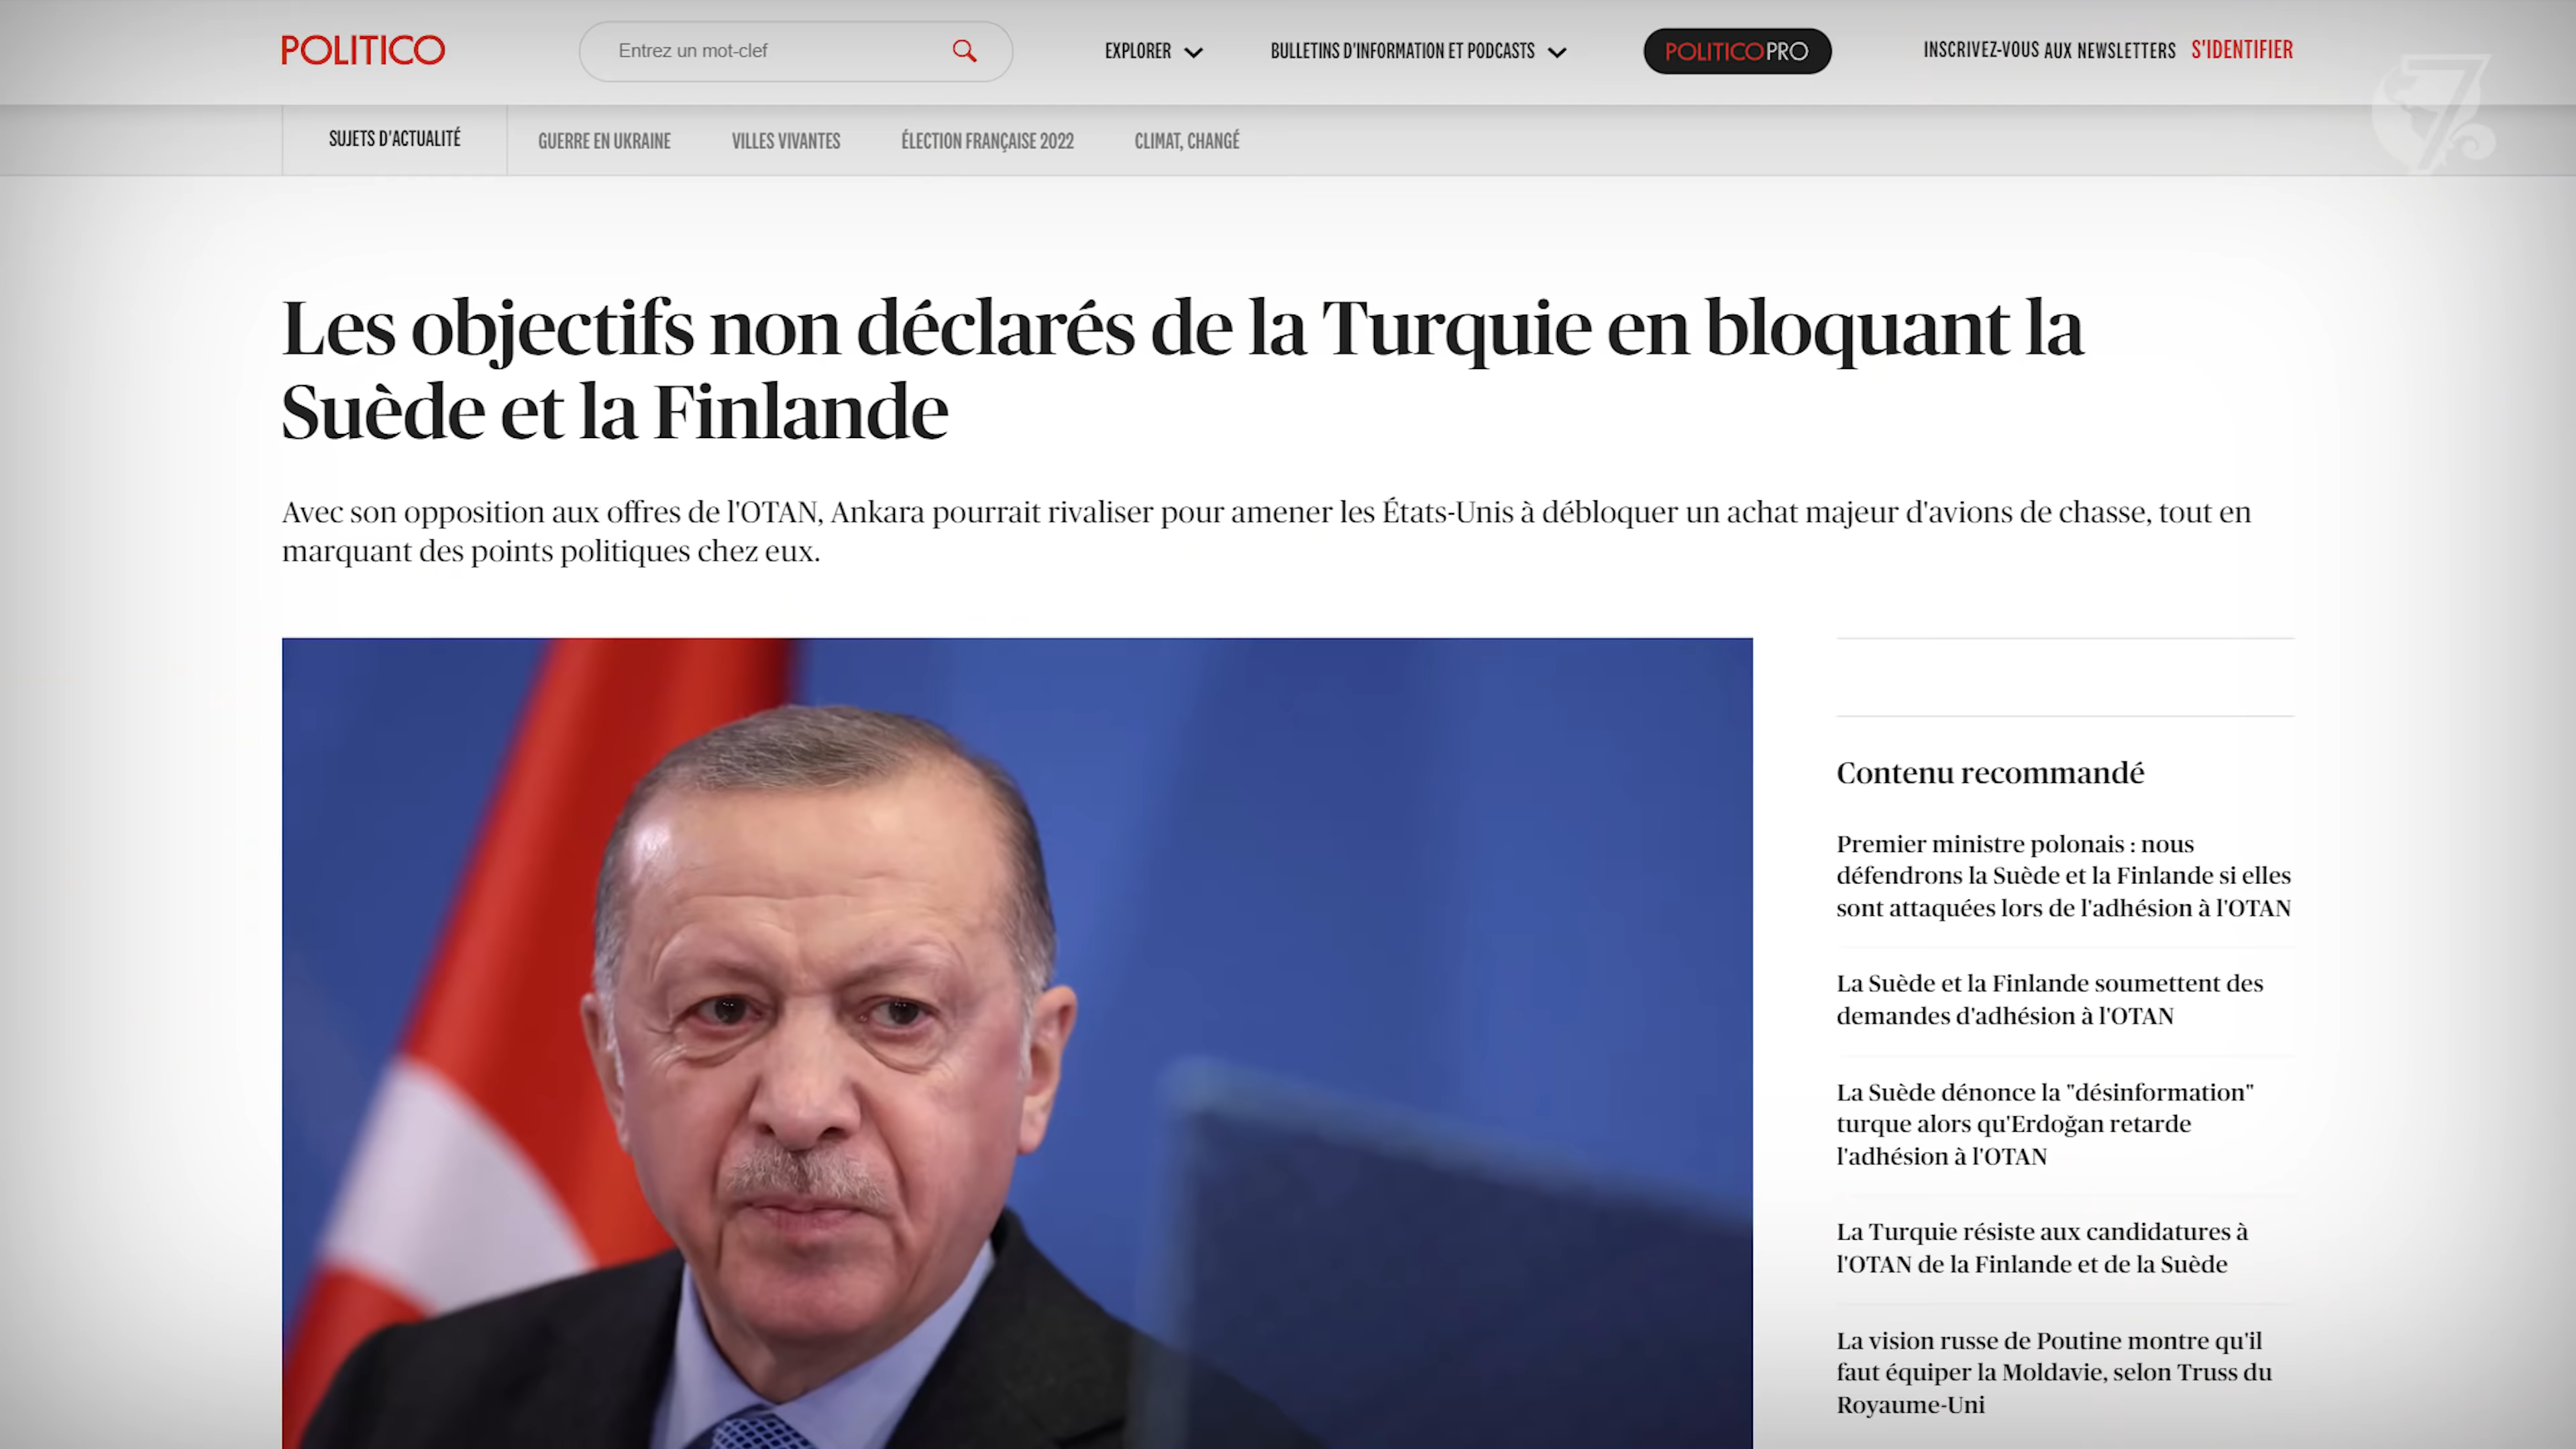 POLITICO
Entrez un mot-clef
EXPLORER
BULLETINS D'INFORMATION ET PODCASTS
POLITICOPRO
INSCRIVEZ-VOUS AUX NEWSLETTERS
S'IDENTIFIER
7
SUJETS D'ACTUALITÉ
GUERRE EN UKRAINE
VILLES VIVANTES
ÉLECTION FRANÇAISE 2022
CLIMAT, CHANGÉ
Les objectifs non déclarés de la Turquie en bloquant la
Suède et la Finlande
Avec son opposition aux offres de l'OTAN, Ankara pourrait rivaliser pour amener les États-Unis à débloquer un achat majeur d'avions de chasse, tout en
marquant des points politiques chez eux.
Contenu recommandé
Premier ministre polonais : nous
défendrons la Suède et la Finlande si elles
sont attaquées lors de l'adhésion à l'OTAN
La Suède et la Finlande soumettent des
demandes d'adhésion à l'OTAN
La Suède dénonce la "désinformation"
turque alors qu'Erdoğan retarde
l'adhésion à l'OTAN
La Turquie résiste aux candidatures à
l'OTAN de la Finlande et de la Suède
La vision russe de Poutine montre qu'il
faut équiper la Moldavie, selon Truss du
Royaume-Uni